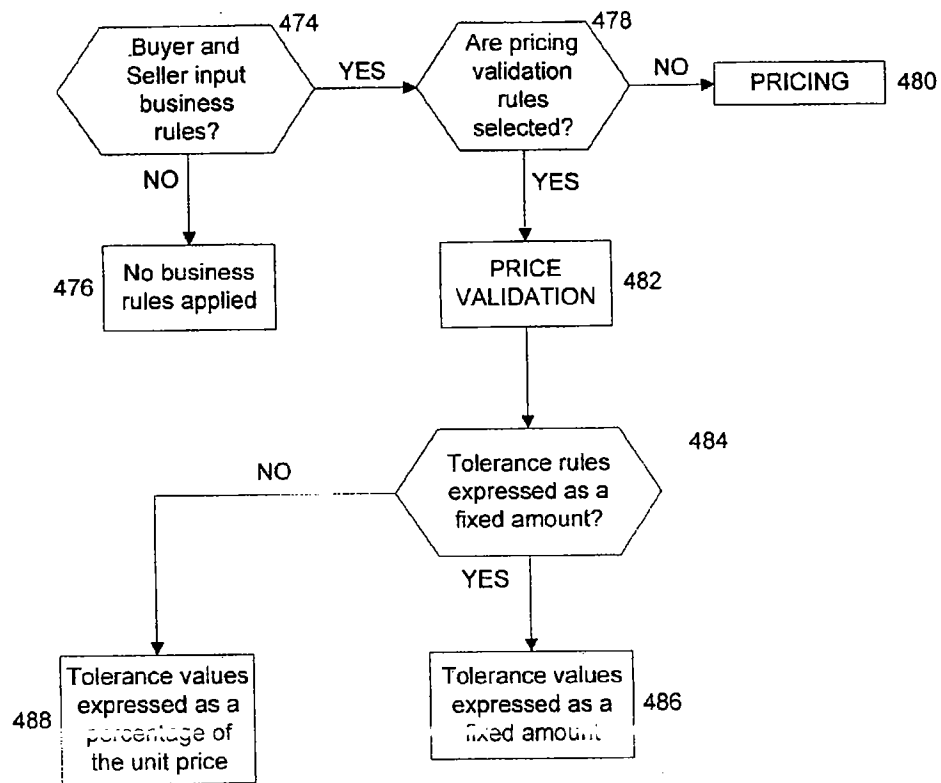 474
Buyer and
Seller input
business
rules?
YES
478
Are pricing
validation
rules
selected?
NO
PRICING
480
NO
YES
476
No business
rules applied
PRICE
VALIDATION
482
484
NO
Tolerance rules
expressed as a
fixed amount?
YES
488
Tolerance values
expressed as a
percentage of
the unit price
Tolerance values
expressed as a
fixed amount
486